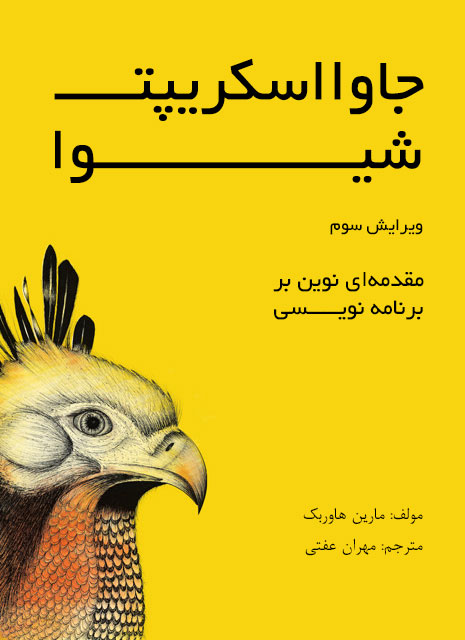 جاوااسکریپت
شیوا
ویرایش سوم
مقدمه‌ای نوین بر
برنامه نویسی
مولف: مارین هاوربک
مترجم: مهران عفتی